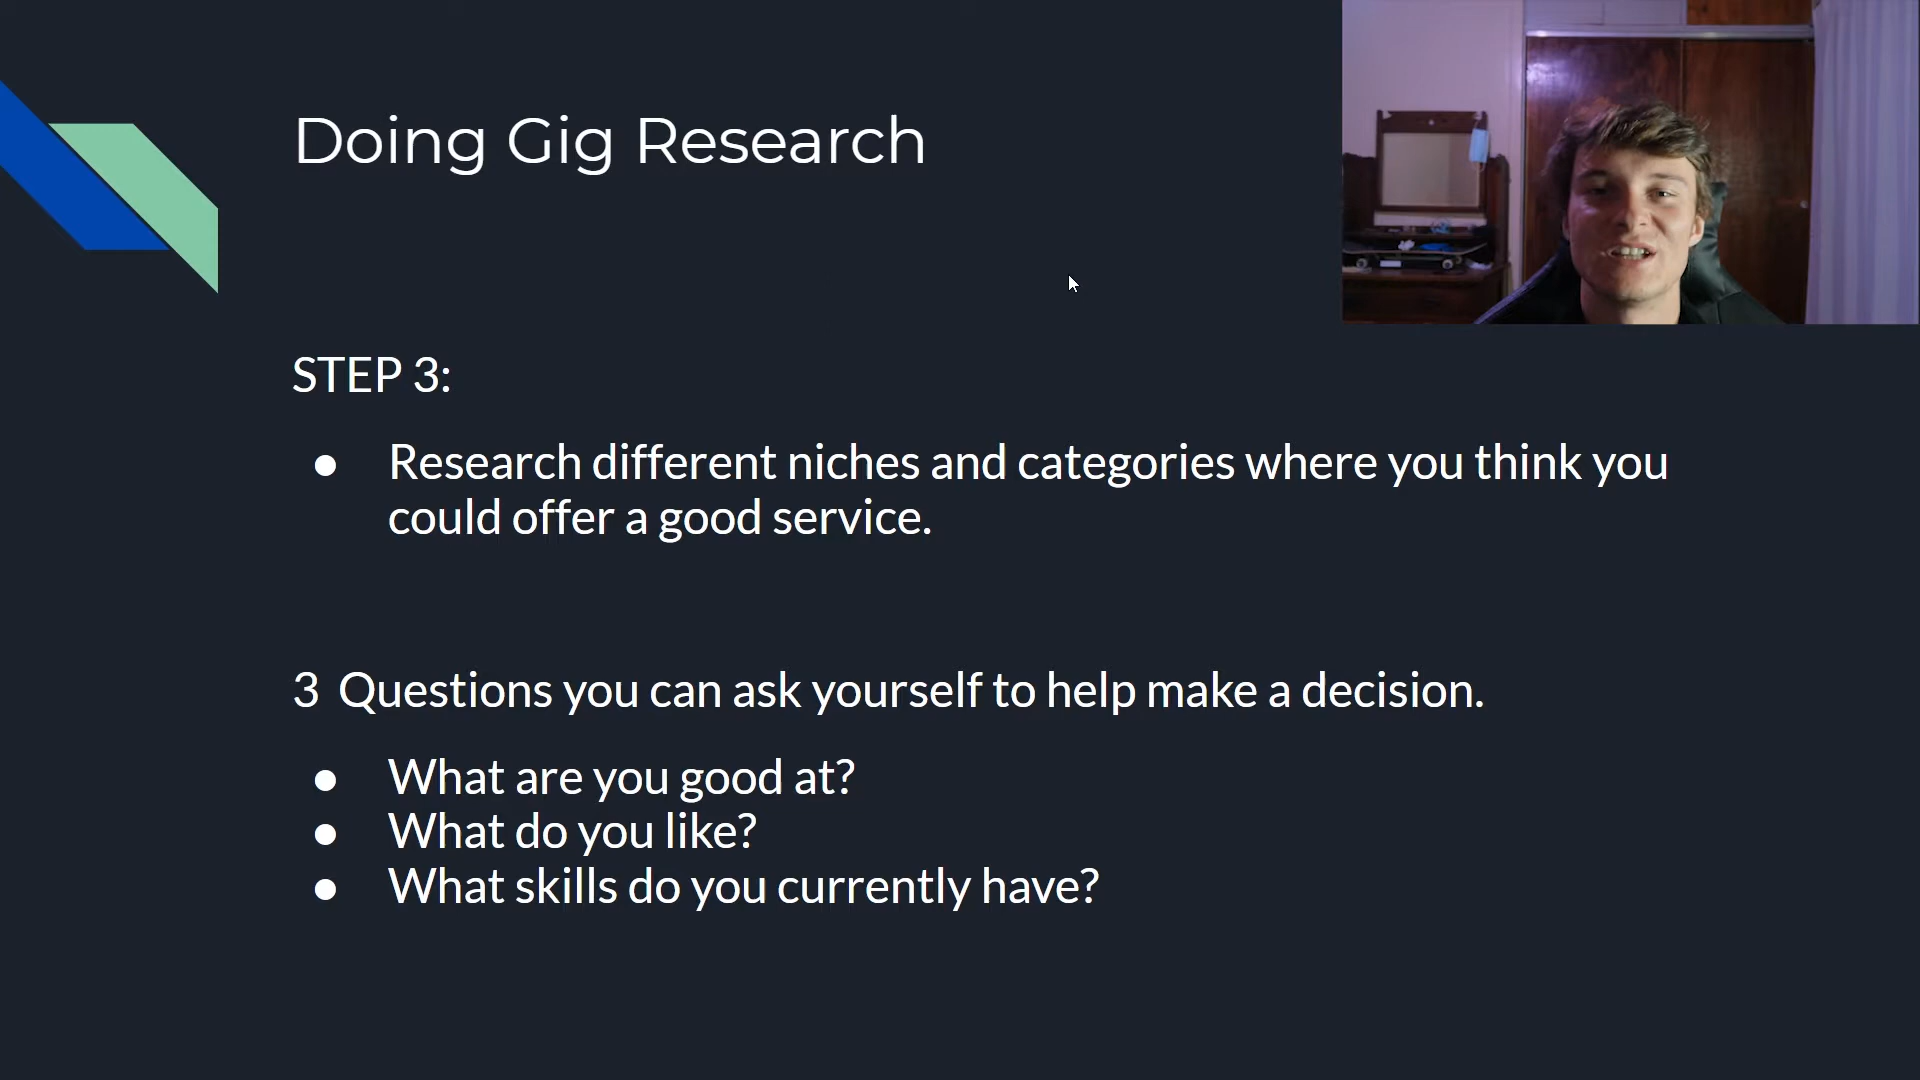 Doing Gig Research
STEP 3:
● Research different niches and categories where you think you
could offer a good service.
3 Questions you can ask yourself to help make a decision.
● What are you good at?
● What do you like?
● What skills do you currently have?